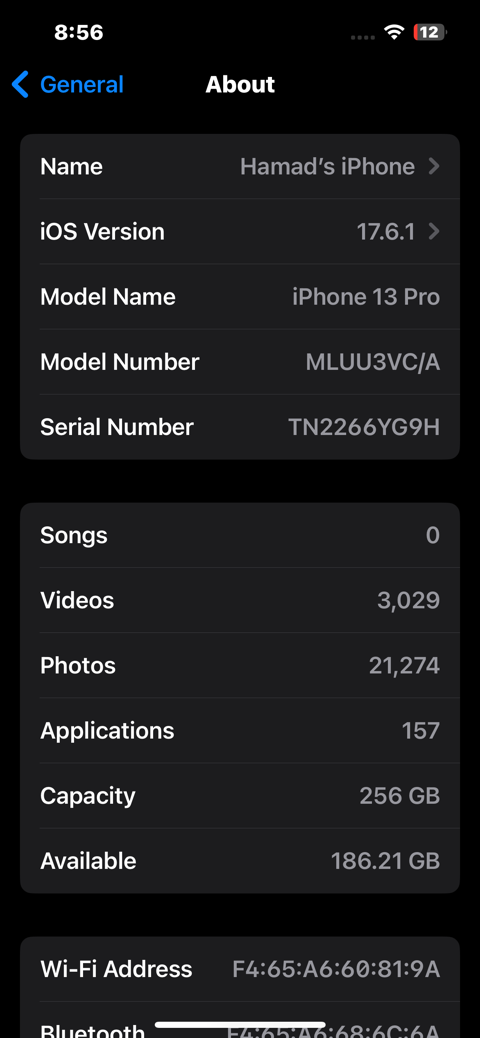 8:56
12
General
About
Name Hamad’s iPhone
iOS Version 17.6.1
Model Name iPhone 13 Pro
Model Number MLUU3VC/A
Serial Number TN2266YG9H
Songs 0
Videos 3,029
Photos 21,274
Applications 157
Capacity 256 GB
Available 186.21 GB
Wi-Fi Address F4:65:A6:60:81:9A
Bluetooth F4:65:A6:68:6C:6A